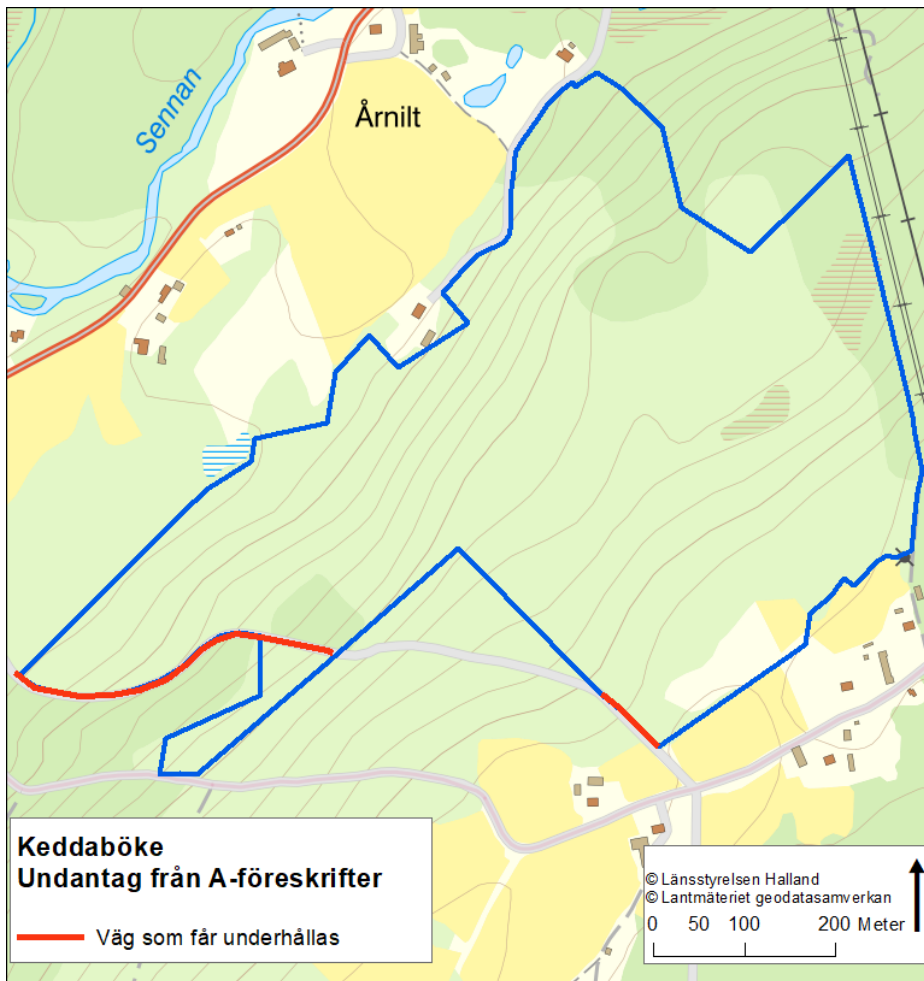 Sennan
Årnilt
Keddaböke
Undantag från A-föreskrifter
Väg som får underhållas
© Länsstyrelsen Halland
© Lantmäteriet geodatasamverkan
0 50 100 200 Meter